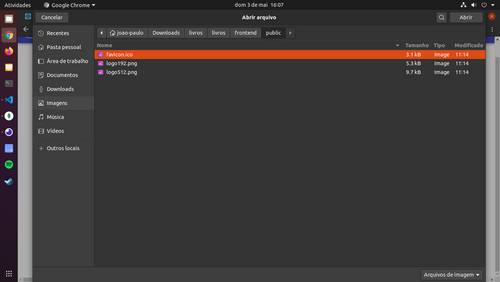 Atividades Google Chrome dom 3 de mai 16:07
Cancelar Abrir arquivo Abrir
Recentes
Pasta pessoal
Área de trabalho
Documentos
Downloads
Imagens
Música
Vídeos
Outros locais
joao-paulo Downloads livros livros frontend public
Nome Tamanho Tipo Modificado
favicon.ico 3.1 kB Image 11:14
logo192.png 5.3 kB Image 11:14
logo512.png 9.7 kB Image 11:14
Arquivos de imagem